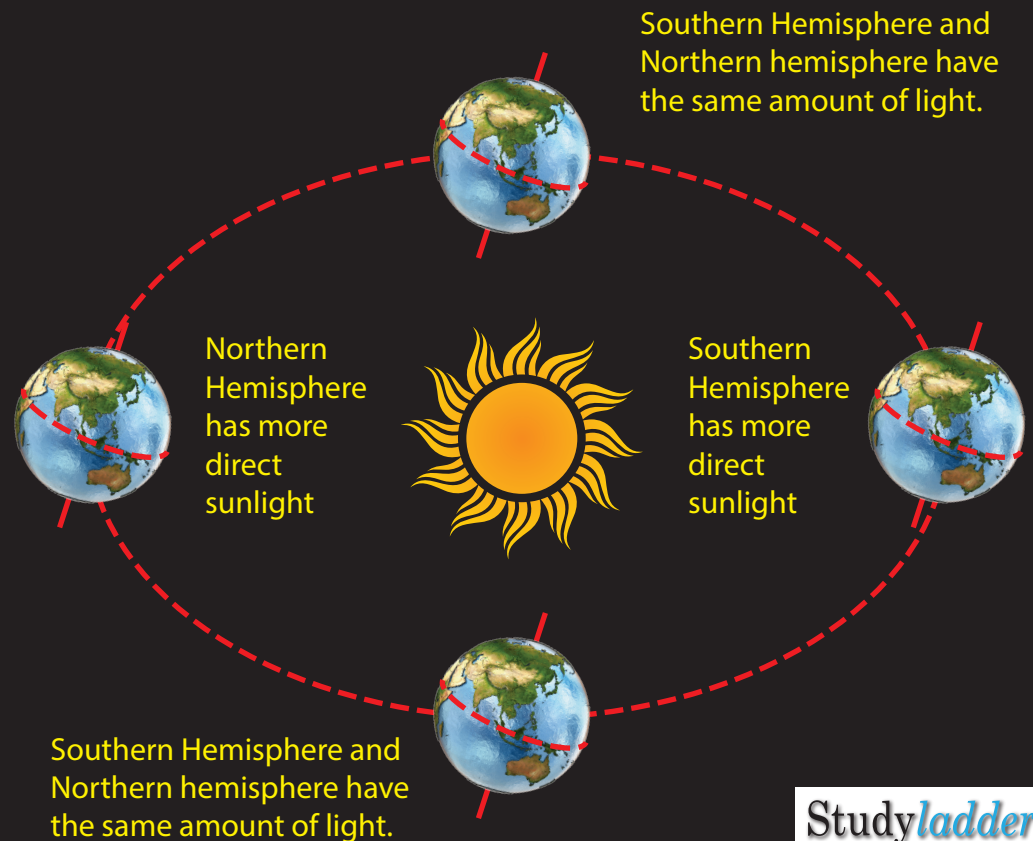 Southern Hemisphere and
Northern hemisphere have
the same amount of light.
Northern
Hemisphere
has more
direct
sunlight
Southern
Hemisphere
has more
direct
sunlight
Southern Hemisphere and
Northern hemisphere have
the same amount of light.
Studyladder